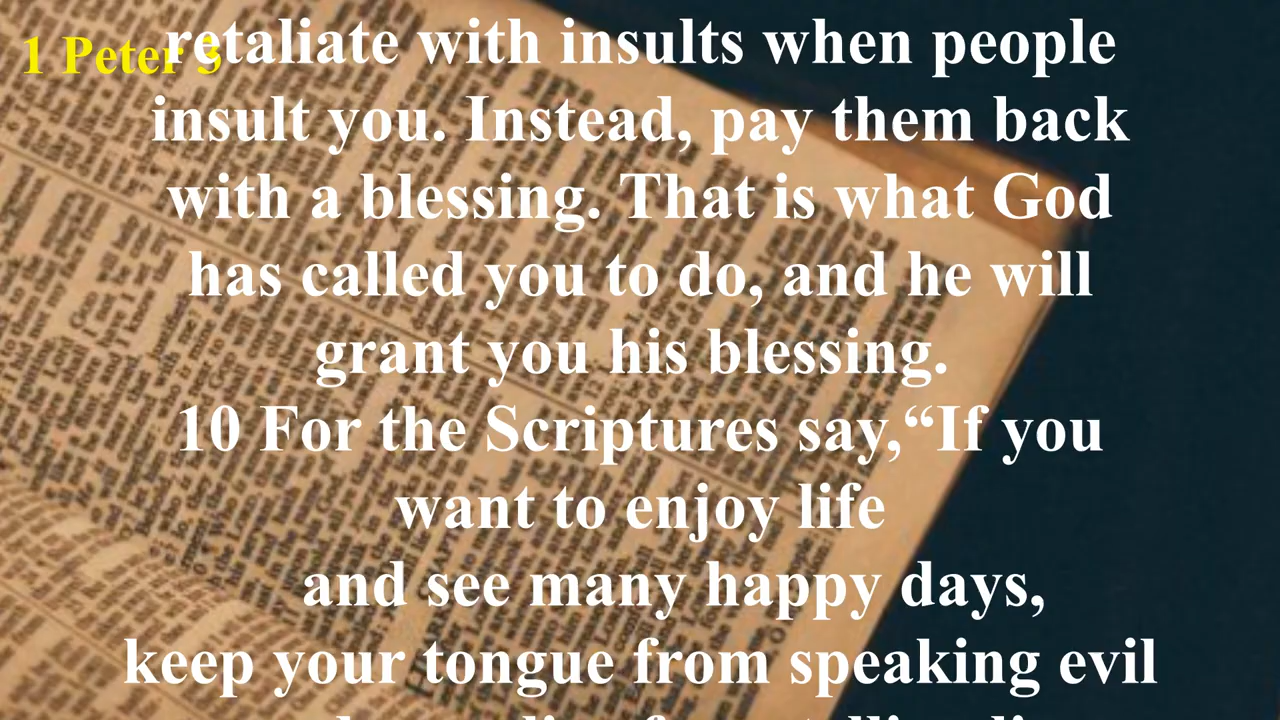 1 Peter 3
retaliate with insults when people
insult you. Instead, pay them back
with a blessing. That is what God
has called you to do, and he will
grant you his blessing.
10 For the Scriptures say,“If you
want to enjoy life
and see many happy days,
keep your tongue from speaking evil